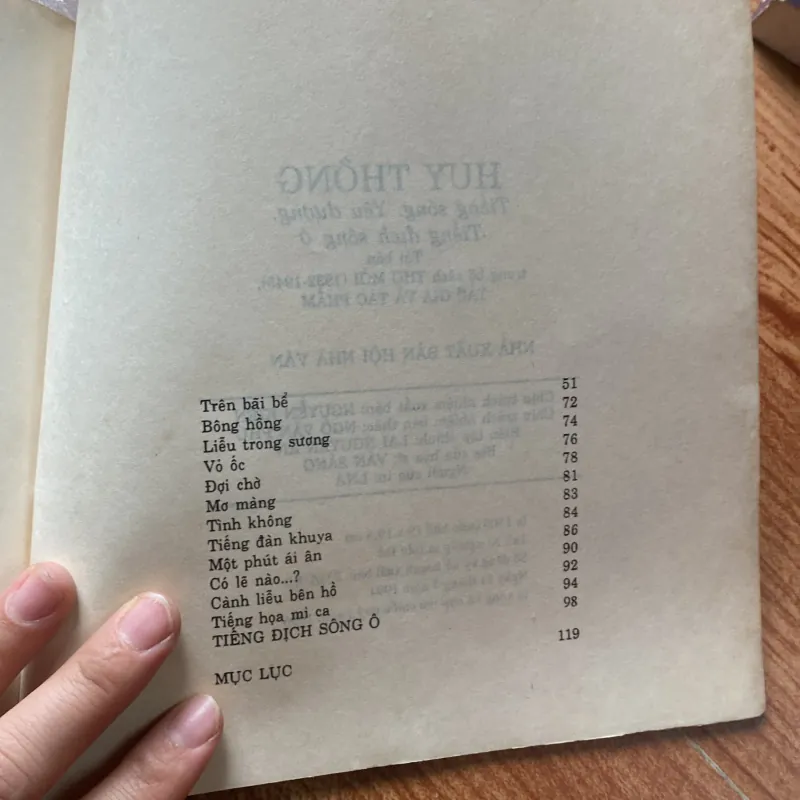 Trên bãi bể 51
Bông hồng 72
Liễu trong sương 74
Vỏ ốc 76
Đợi chờ 78
Mơ màng 81
Tình không 83
Tiếng đàn khuya 84
Một phút ái ân 86
Có lẽ nào...? 90
Cành liễu bên hồ 92
Tiếng họa mi ca 94
TIẾNG ĐỊCH SÔNG Ô 98
MỤC LỤC 119